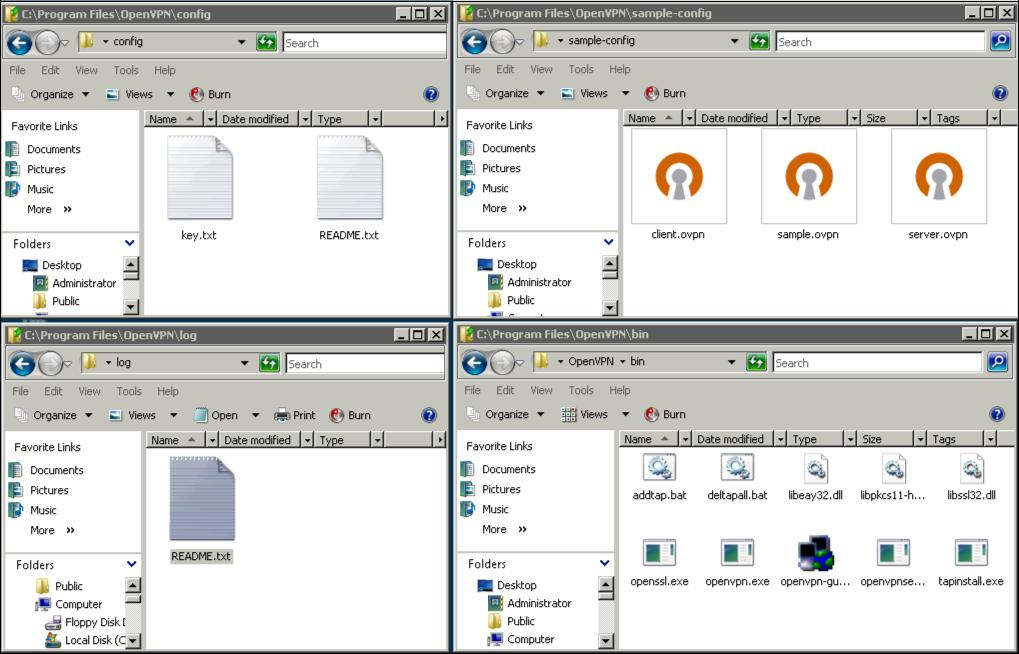 C:\Program Files\OpenVPN\config
config
Search
File Edit View Tools Help
Organize Views Burn
Favorite Links
Documents
Pictures
Music
More »
Folders
Desktop
Administrator
Public
Name Date modified Type
key.txt README.txt
C:\Program Files\OpenVPN\sample-config
sample-config
Search
File Edit View Tools Help
Organize Views Burn
Favorite Links
Documents
Pictures
Music
More »
Folders
Desktop
Administrator
Public
Name Date modified Type Size Tags
client.ovpn sample.ovpn server.ovpn
C:\Program Files\OpenVPN\log
log
Search
File Edit View Tools Help
Organize Views Open Print Burn
Favorite Links
Documents
Pictures
Music
More »
Folders
Public
Computer
Floppy Disk
Local Disk (C
Name Date modified Type
README.txt
C:\Program Files\OpenVPN\bin
OpenVPN bin
Search
File Edit View Tools Help
Organize Views Burn
Favorite Links
Documents
Pictures
Music
More »
Folders
Desktop
Administrator
Public
Computer
Name Date modified Type Size Tags
addtap.bat deltapall.bat libeay32.dll libpkcs11-h... libssl32.dll
openssl.exe openvpn.exe openvpn-gu... openvpnse... tapinstall.exe